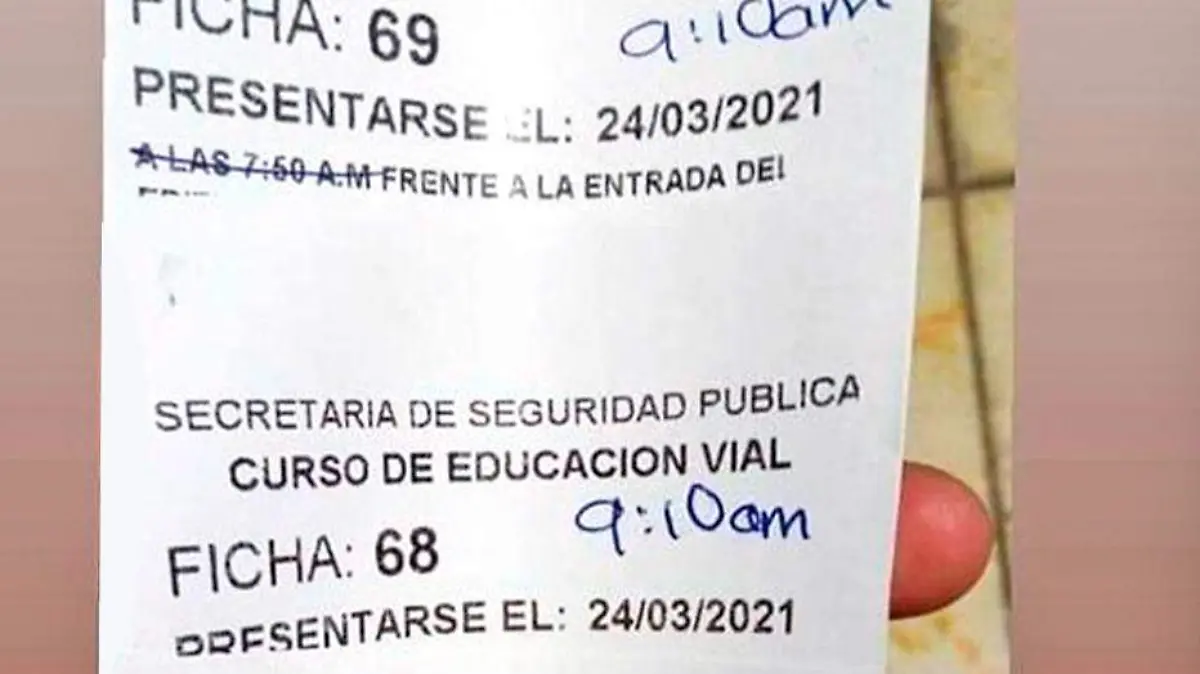 FICHA: 69 9:10am
PRESENTARSE EL: 24/03/2021
A LAS 7:50 A.M FRENTE A LA ENTRADA DEL
SECRETARIA DE SEGURIDAD PUBLICA
CURSO DE EDUCACION VIAL
9:10am
FICHA: 68
PRESENTARSE EL: 24/03/2021